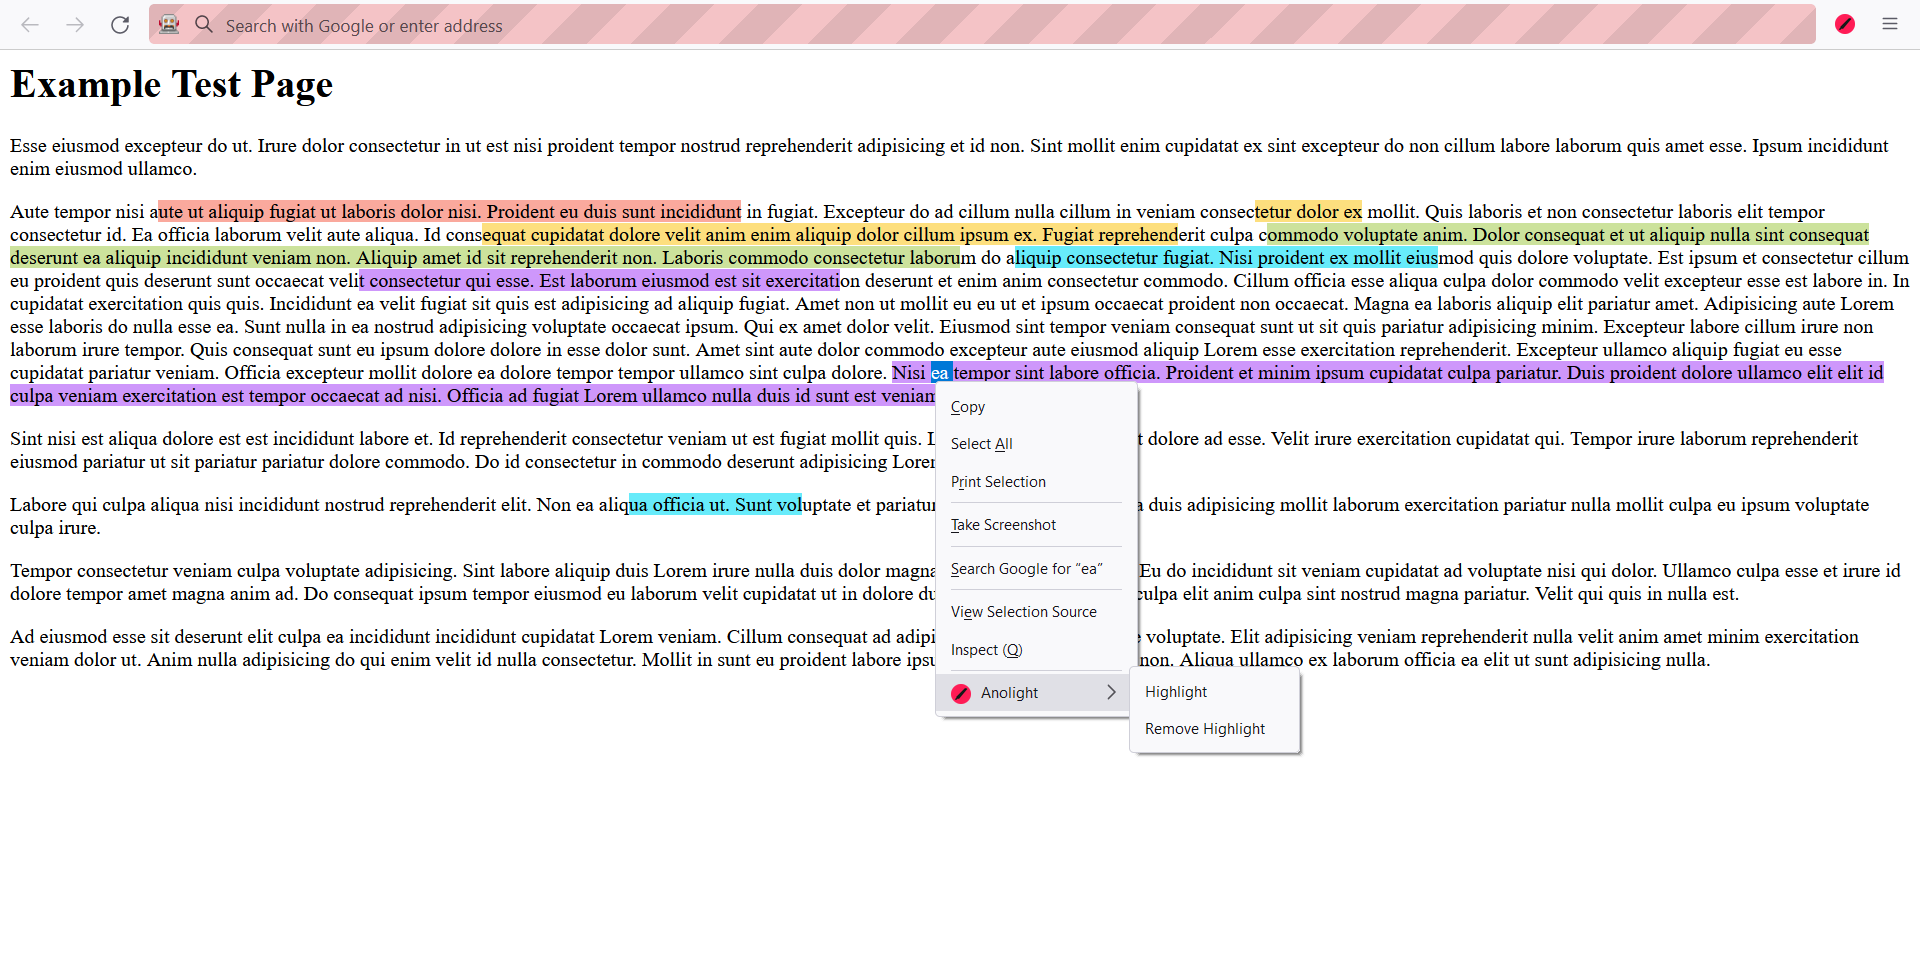 Search with Google or enter address
Example Test Page
Esse eiusmod excepteur do ut. Irure dolor consectetur in ut est nisi proident tempor nostrud reprehenderit adipisicing et id non. Sint mollit enim cupidatat ex sint excepteur do non cillum labore laborum quis amet esse. Ipsum incididunt
enim eiusmod ullamco.
Aute tempor nisi aute ut aliquip fugiat ut laboris dolor nisi. Proident eu duis sunt incididunt in fugiat. Excepteur do ad cillum nulla cillum in veniam consectetur dolor ex mollit. Quis laboris et non consectetur laboris elit tempor
consectetur id. Ea officia laborum velit aute aliqua. Id consequat cupidatat dolore velit anim enim aliquip dolor cillum ipsum ex. Fugiat reprehenderit culpa commodo voluptate anim. Dolor consequat et ut aliquip nulla sint consequat
deserunt ea aliquip incididunt veniam non. Aliquip amet id sit reprehenderit non. Laboris commodo consectetur laborum do aliquip consectetur fugiat. Nisi proident ex mollit eiusmod quis dolore voluptate. Est ipsum et consectetur cillum
eu proident quis deserunt sunt occaecat velit consectetur qui esse. Est laborum eiusmod est sit exercitation deserunt et enim anim consectetur commodo. Cillum officia esse aliqua culpa dolor commodo velit excepteur esse est labore in. In
cupidatat exercitation quis quis. Incididunt ea velit fugiat sit quis est adipisicing ad aliquip fugiat. Amet non ut mollit eu eu ut et ipsum occaecat proident non occaecat. Magna ea laboris aliquip elit pariatur amet. Adipisicing aute Lorem
esse laboris do nulla esse ea. Sunt nulla in ea nostrud adipisicing voluptate occaecat ipsum. Qui ex amet dolor velit. Eiusmod sint tempor veniam consequat sunt ut sit quis pariatur adipisicing minim. Excepteur labore cillum irure non
laborum irure tempor. Quis consequat sunt eu ipsum dolore dolore in esse dolor sunt. Amet sint aute dolor commodo excepteur aute eiusmod aliquip Lorem esse exercitation reprehenderit. Excepteur ullamco aliquip fugiat eu esse
cupidatat pariatur veniam. Officia excepteur mollit dolore ea dolore tempor tempor ullamco sint culpa dolore. Nisi ea tempor sint labore officia. Proident et minim ipsum cupidatat culpa pariatur. Duis proident dolore ullamco elit elit id
culpa veniam exercitation est tempor occaecat ad nisi. Officia ad fugiat Lorem ullamco nulla duis id sunt est veniam
Sint nisi est aliqua dolore est est incididunt labore et. Id reprehenderit consectetur veniam ut est fugiat mollit quis. dolore ad esse. Velit irure exercitation cupidatat qui. Tempor irure laborum reprehenderit
eiusmod pariatur ut sit pariatur pariatur dolore commodo. Do id consectetur in commodo deserunt adipisicing Lorem
Labore qui culpa aliqua nisi incididunt nostrud reprehenderit elit. Non ea aliqua officia ut. Sunt voluptate et pariatur duis adipisicing mollit laborum exercitation pariatur nulla mollit culpa eu ipsum voluptate
culpa irure.
Tempor consectetur veniam culpa voluptate adipisicing. Sint labore aliquip duis Lorem irure nulla duis dolor magna Eu do incididunt sit veniam cupidatat ad voluptate nisi qui dolor. Ullamco culpa esse et irure id
dolore tempor amet magna anim ad. Do consequat ipsum tempor eiusmod eu laborum velit cupidatat ut in dolore culpa elit anim culpa sint nostrud magna pariatur. Velit qui quis in nulla est.
Ad eiusmod esse sit deserunt elit culpa ea incididunt incididunt cupidatat Lorem veniam. Cillum consequat ad voluptate. Elit adipisicing veniam reprehenderit nulla velit anim amet minim exercitation
veniam dolor ut. Anim nulla adipisicing do qui enim velit id nulla consectetur. Mollit in sunt eu proident labore non. Aliqua ullamco ex laborum officia ea elit ut sunt adipisicing nulla.
Copy
Select All
Print Selection
Take Screenshot
Search Google for “ea”
View Selection Source
Inspect (Q)
Anolight
Highlight
Remove Highlight